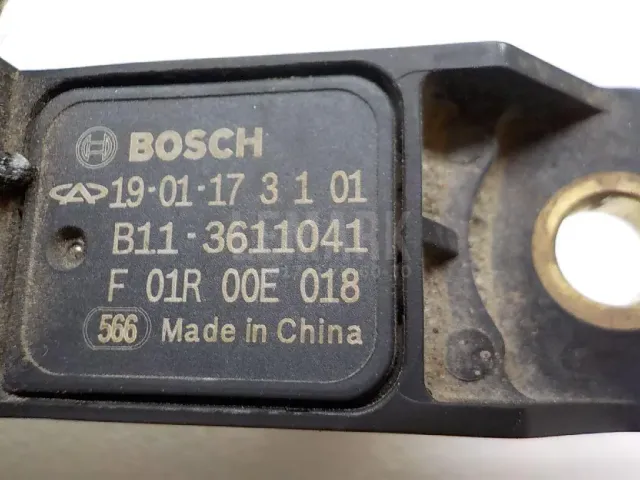 BOSCH
19-01-17 3 1 01
B11-3611041
F 01R 00E 018
566 Made in China